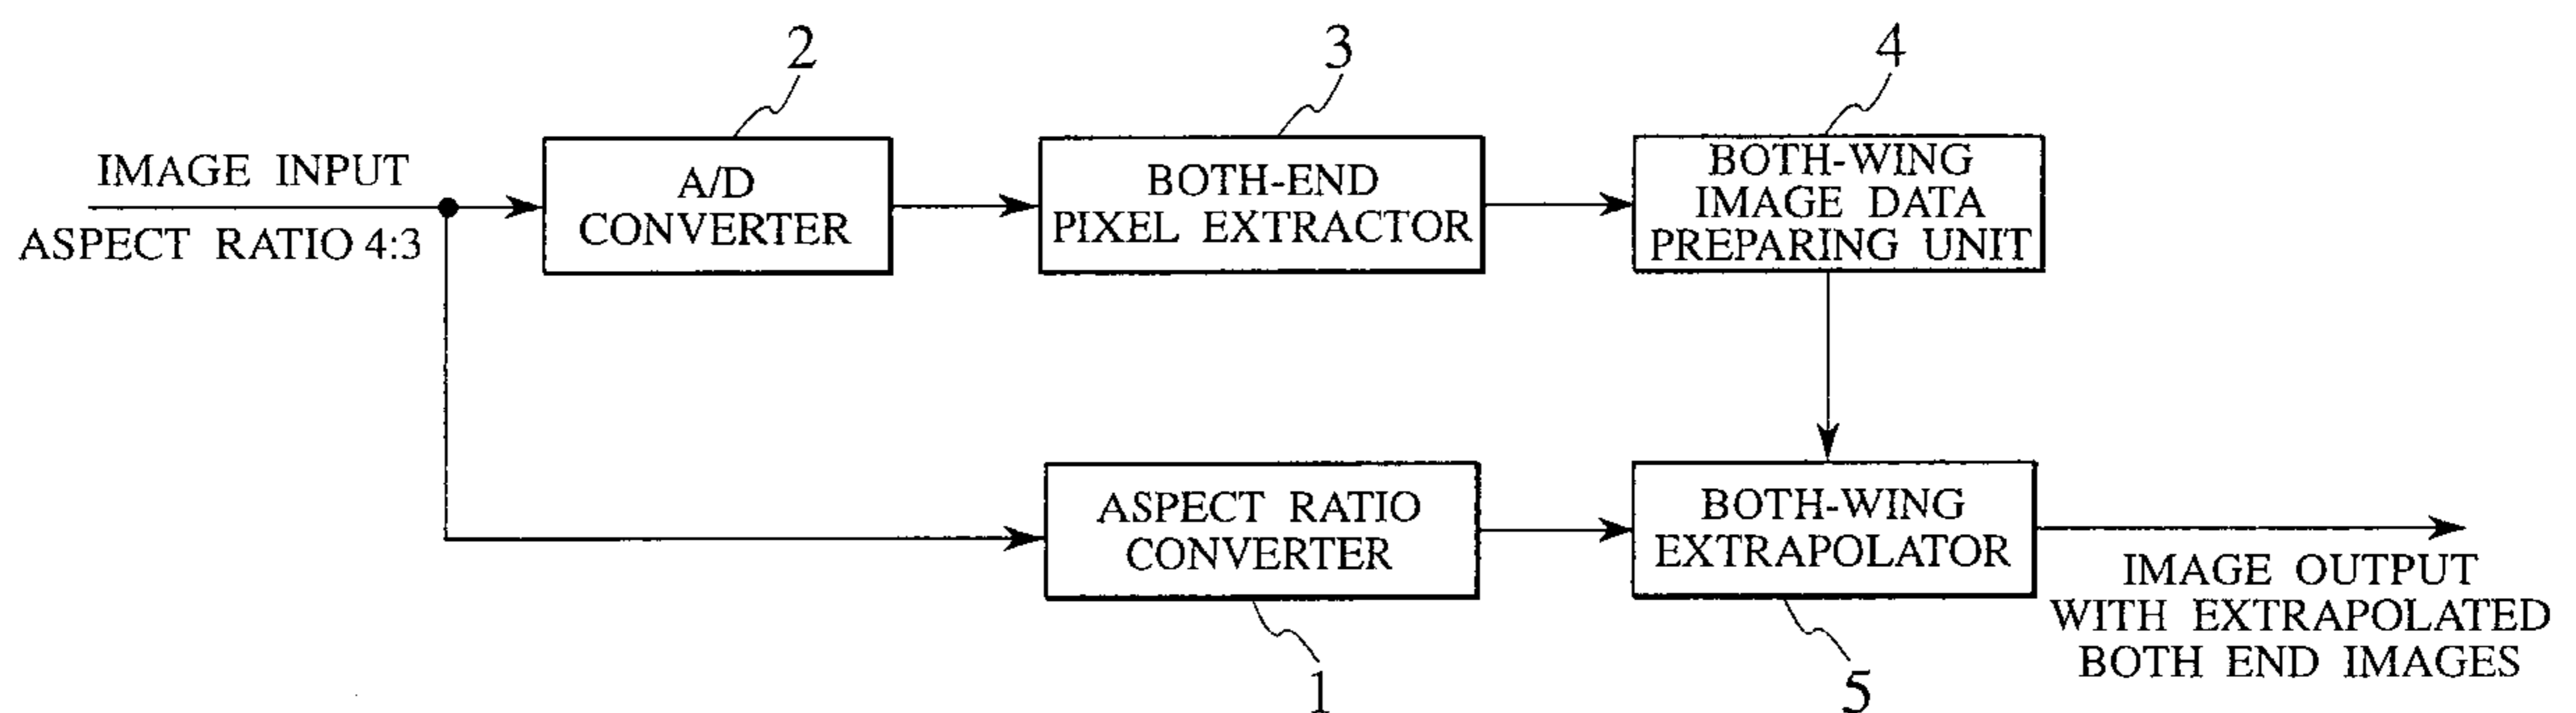 2
3
4
IMAGE INPUT
ASPECT RATIO 4:3
A/D
CONVERTER
BOTH-END
PIXEL EXTRACTOR
BOTH-WING
IMAGE DATA
PREPARING UNIT
ASPECT RATIO
CONVERTER
BOTH-WING
EXTRAPOLATOR
IMAGE OUTPUT
WITH EXTRAPOLATED
BOTH END IMAGES
1
5